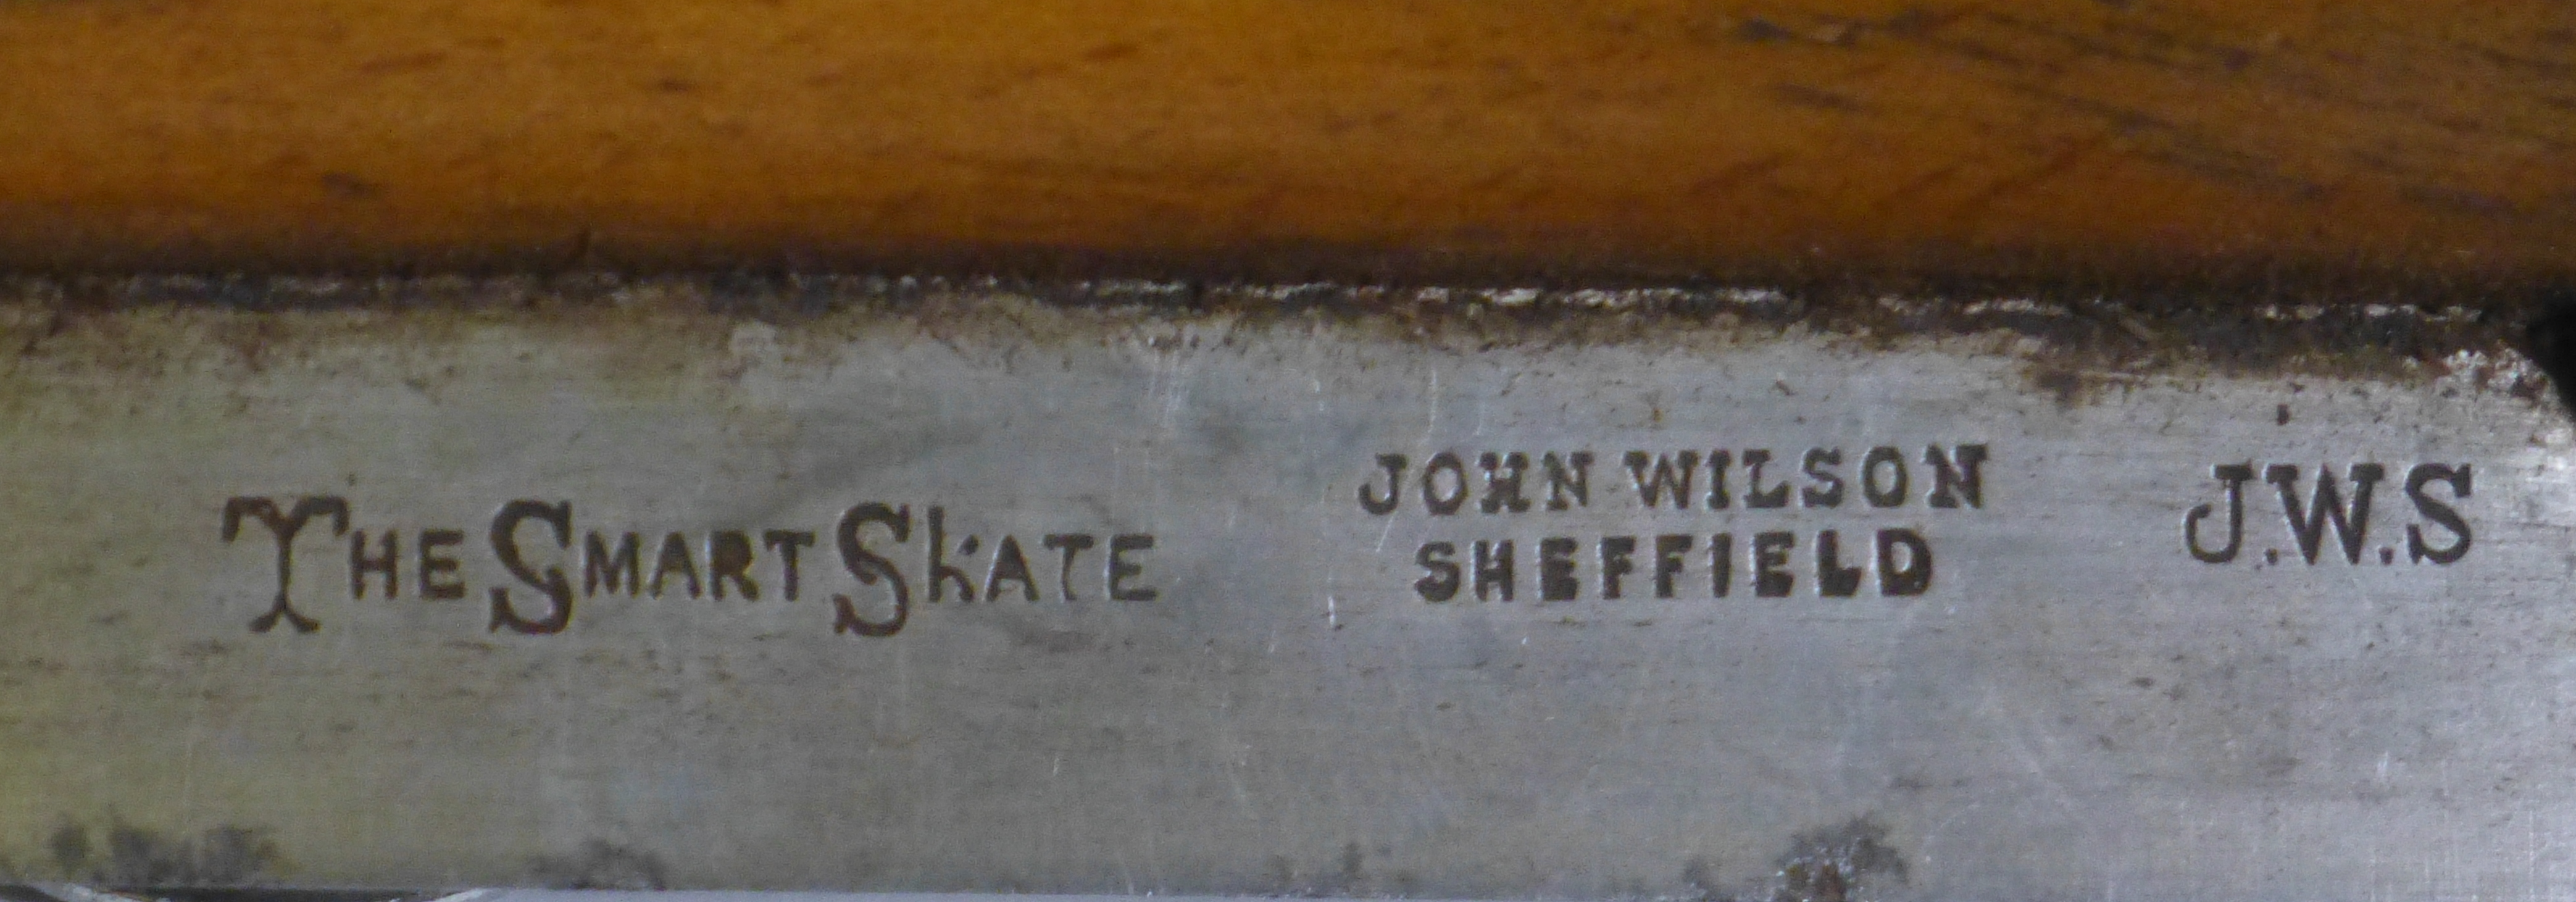 THE SMART SKATE
JOHN WILSON
SHEFFIELD
J.W.S